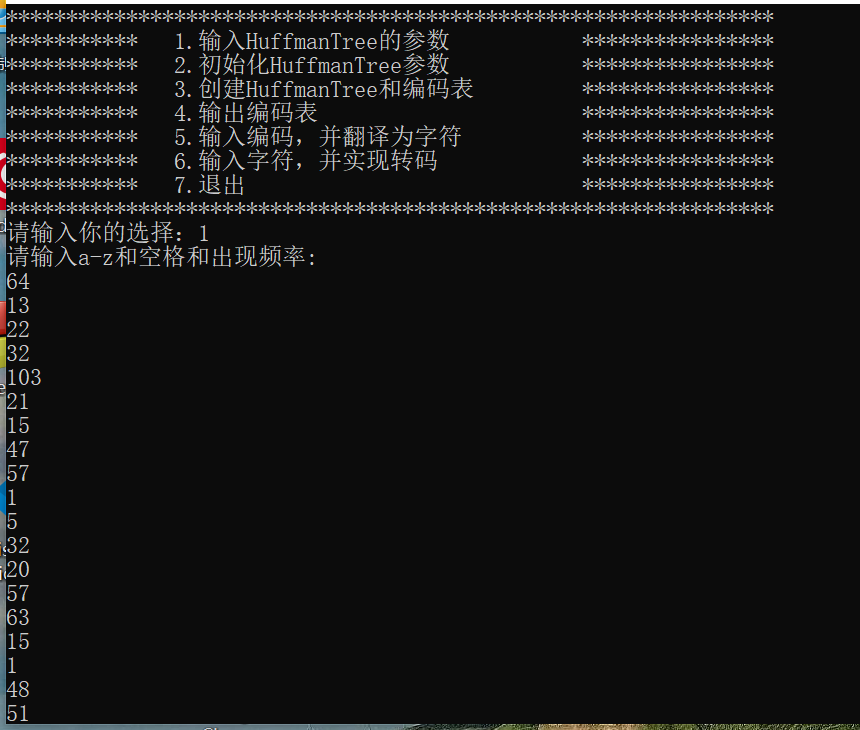 ****************************************************************
***********   1.输入HuffmanTree的参数           ****************
***********   2.初始化HuffmanTree参数           ****************
***********   3.创建HuffmanTree和编码表         ****************
***********   4.输出编码表                      ****************
***********   5.输入编码，并翻译为字符          ****************
***********   6.输入字符，并实现转码            ****************
***********   7.退出                            ****************
****************************************************************
请输入你的选择：1
请输入a-z和空格和出现频率:
64
13
22
32
103
21
15
47
57
1
5
32
20
57
63
15
1
48
51